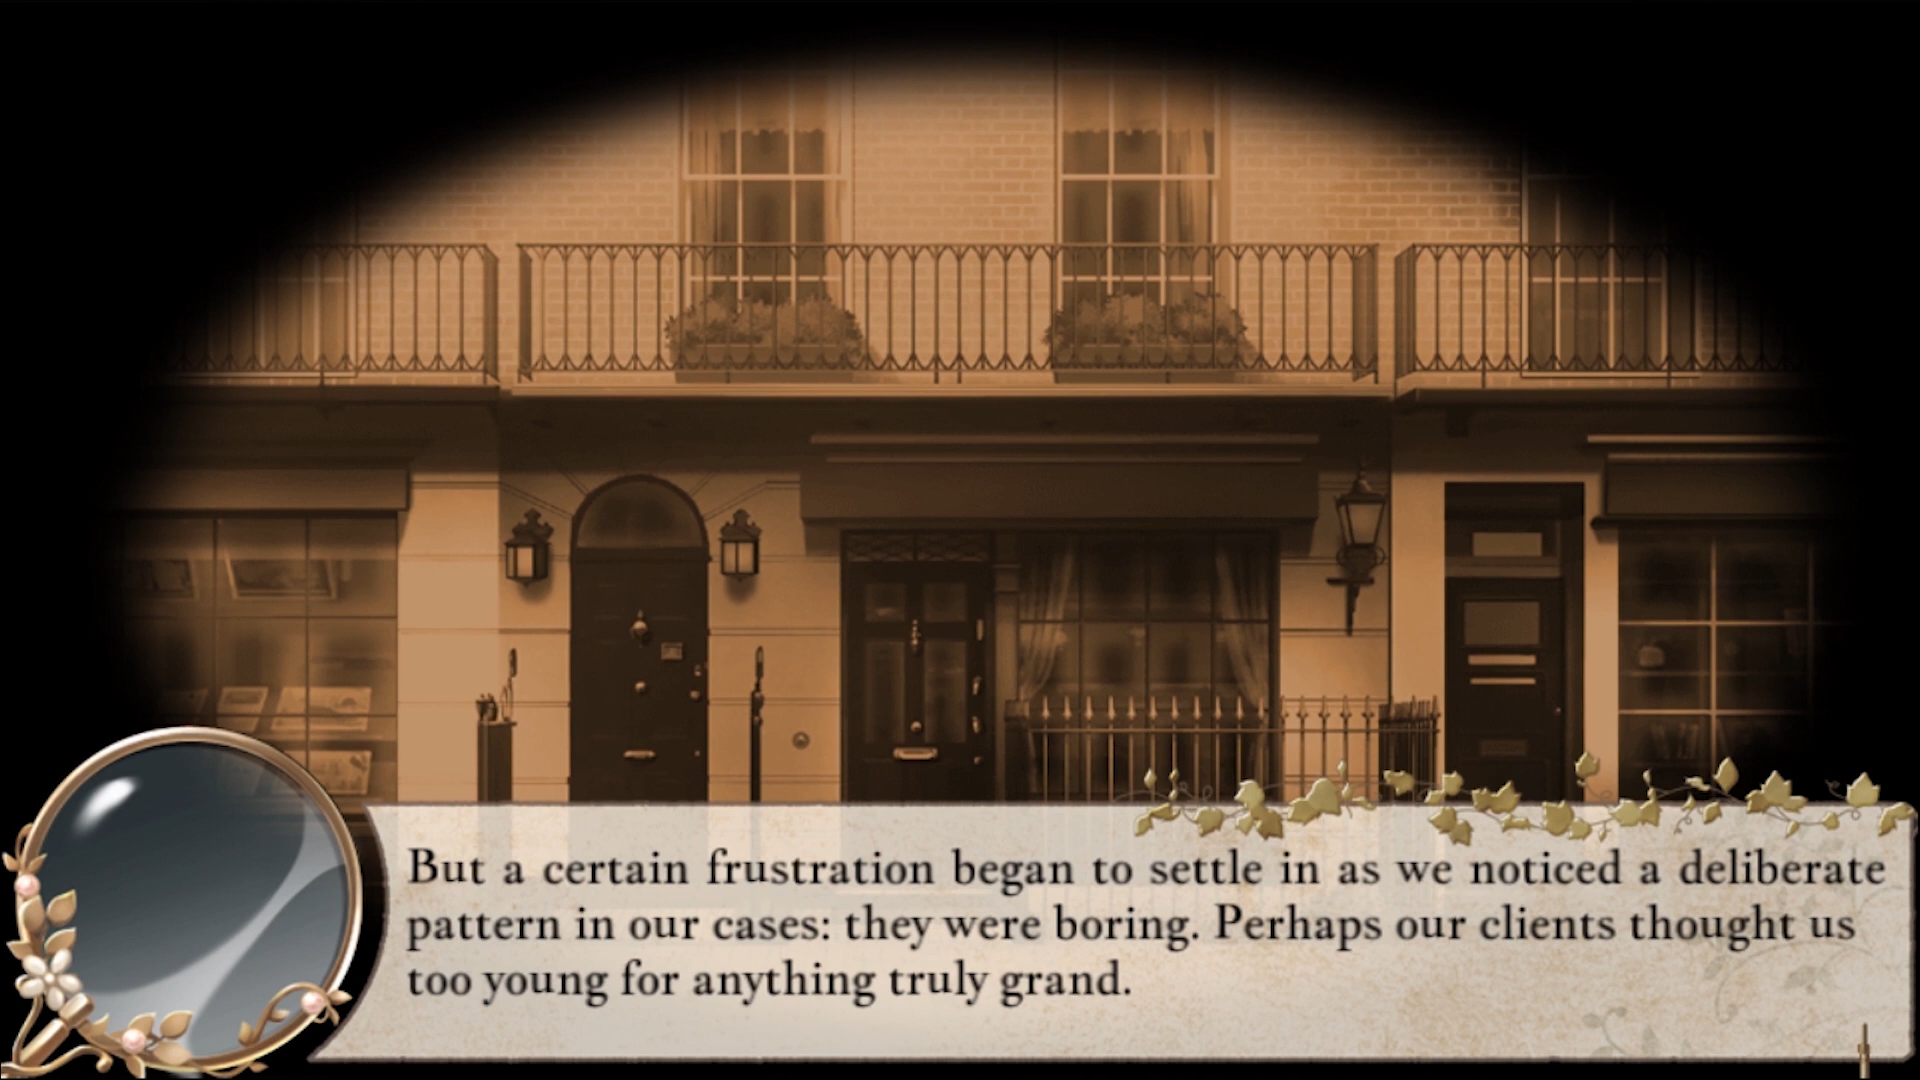 But a certain frustration began to settle in as we noticed a deliberate
pattern in our cases: they were boring. Perhaps our clients thought us
too young for anything truly grand.